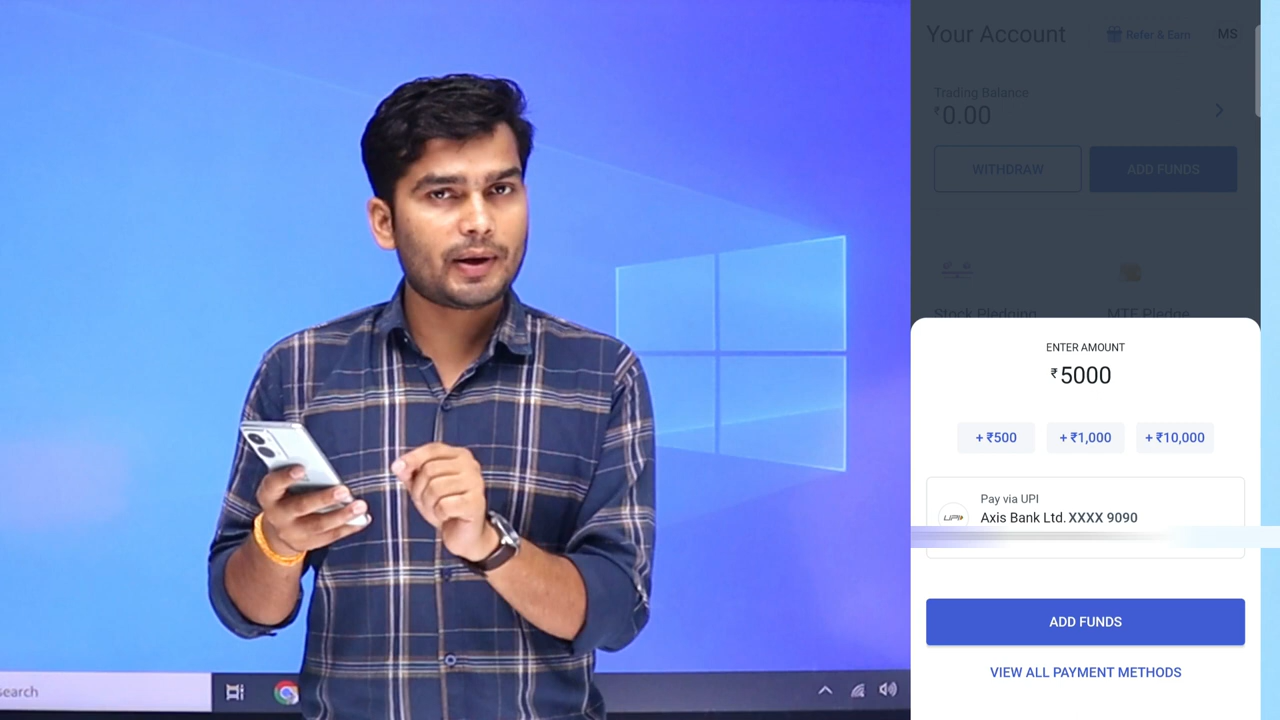 Your Account
Refer & Earn
MS
Trading Balance
₹0.00
WITHDRAW
ADD FUNDS
Stock Pledging
MTF Pledge
ENTER AMOUNT
₹5000
+ ₹500
+ ₹1,000
+ ₹10,000
Pay via UPI
UPI
Axis Bank Ltd. XXXX 9090
ADD FUNDS
VIEW ALL PAYMENT METHODS
search